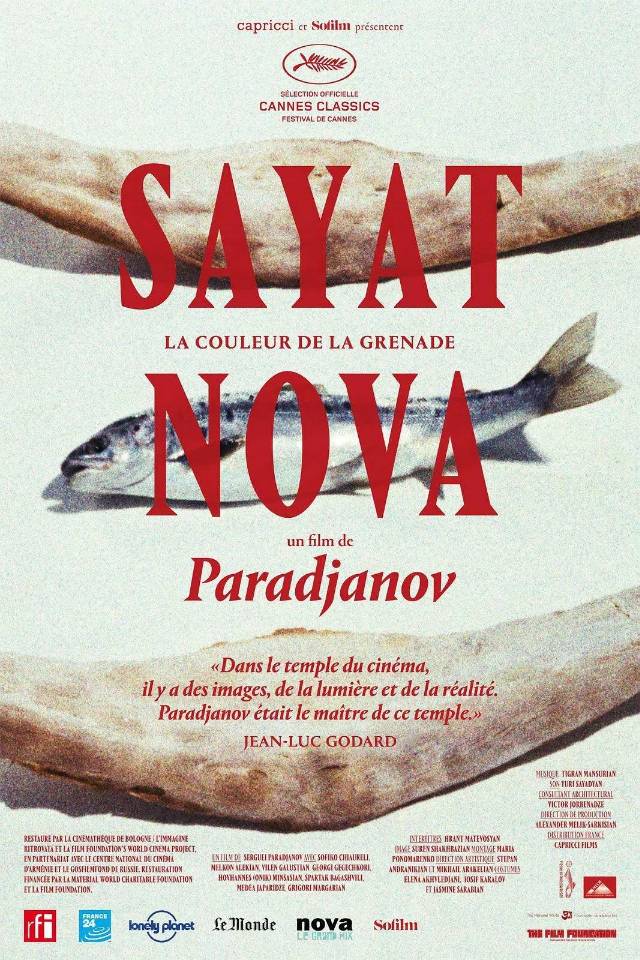 capricci et Sofilm présentent
SÉLECTION OFFICIELLE
CANNES CLASSICS
FESTIVAL DE CANNES
SAYAT
LA COULEUR DE LA GRENADE
NOVA
un film de
Paradjanov
«Dans le temple du cinéma,
il y a des images, de la lumière et de la réalité.
Paradjanov était le maître de ce temple.»
JEAN-LUC GODARD
MUSIQUE TIGRAN MANSURIAN
SON YURI SAYADYAN
CONSULTANT ARCHITECTURAL
VICTOR JORBENADZE
DIRECTION DE PRODUCTION
ALEXANDER MELIK-SARKISIAN
DISTRIBUTION FRANCE
CAPRICCI FILMS
RESTAURÉ PAR LA CINÉMATHÈQUE DE BOLOGNE / L'IMMAGINE
RITROVATA ET LA FILM FOUNDATION'S WORLD CINEMA PROJECT,
EN PARTENARIAT AVEC LE CENTRE NATIONAL DU CINÉMA
D'ARMÉNIE ET LE GOSFILMOFOND DE RUSSIE. RESTAURATION
FINANCÉE PAR LA MATERIAL WORLD CHARITABLE FOUNDATION
ET LA FILM FOUNDATION.
UN FILM DE SERGUEI PARADJANOV AVEC SOFIKO CHIAURELI,
MELKON ALEKIAN, VILEN GALUSTIAN, GEORGI GEGECHKORI,
HOVHANNES (ONIK) MINSASIAN, SPARTAK BAGASHVILI,
MEDEA JAPARIDZE, GRIGORI MARGARIAN
INTERTITRES HRANT MATEVOSYAN
IMAGE SUREN SHAKHBAZIAN MONTAGE MARIA
PONOMARENKO DIRECTION ARTISTIQUE STEPAN
ANDRANIKIAN ET MIKHAIL ARAKELIAN COSTUMES
ELENA AKHVLEDIANI, IOSIF KARALOV
ET JASMINE SARABIAN
rfi
FRANCE
24
lonely planet
Le Monde
nova
LE GRAND MIX
Sofilm
THE FILM FOUNDATION